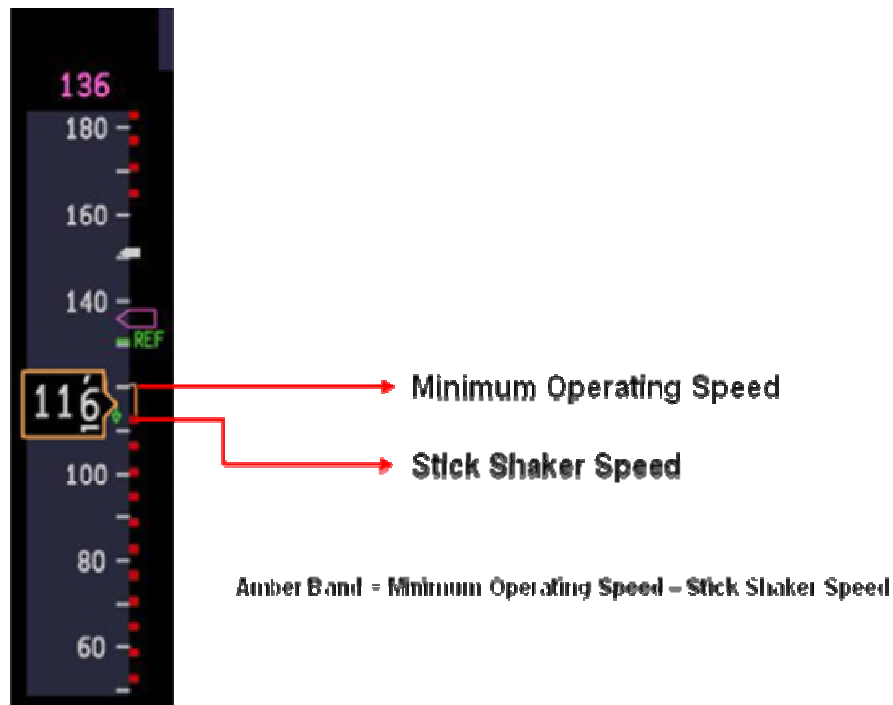 136
180
160
140
REF
Minimum Operating Speed
116
Stick Shaker Speed
100
80
Amber Band = Minimum Operating Speed – Stick Shaker Speed
60